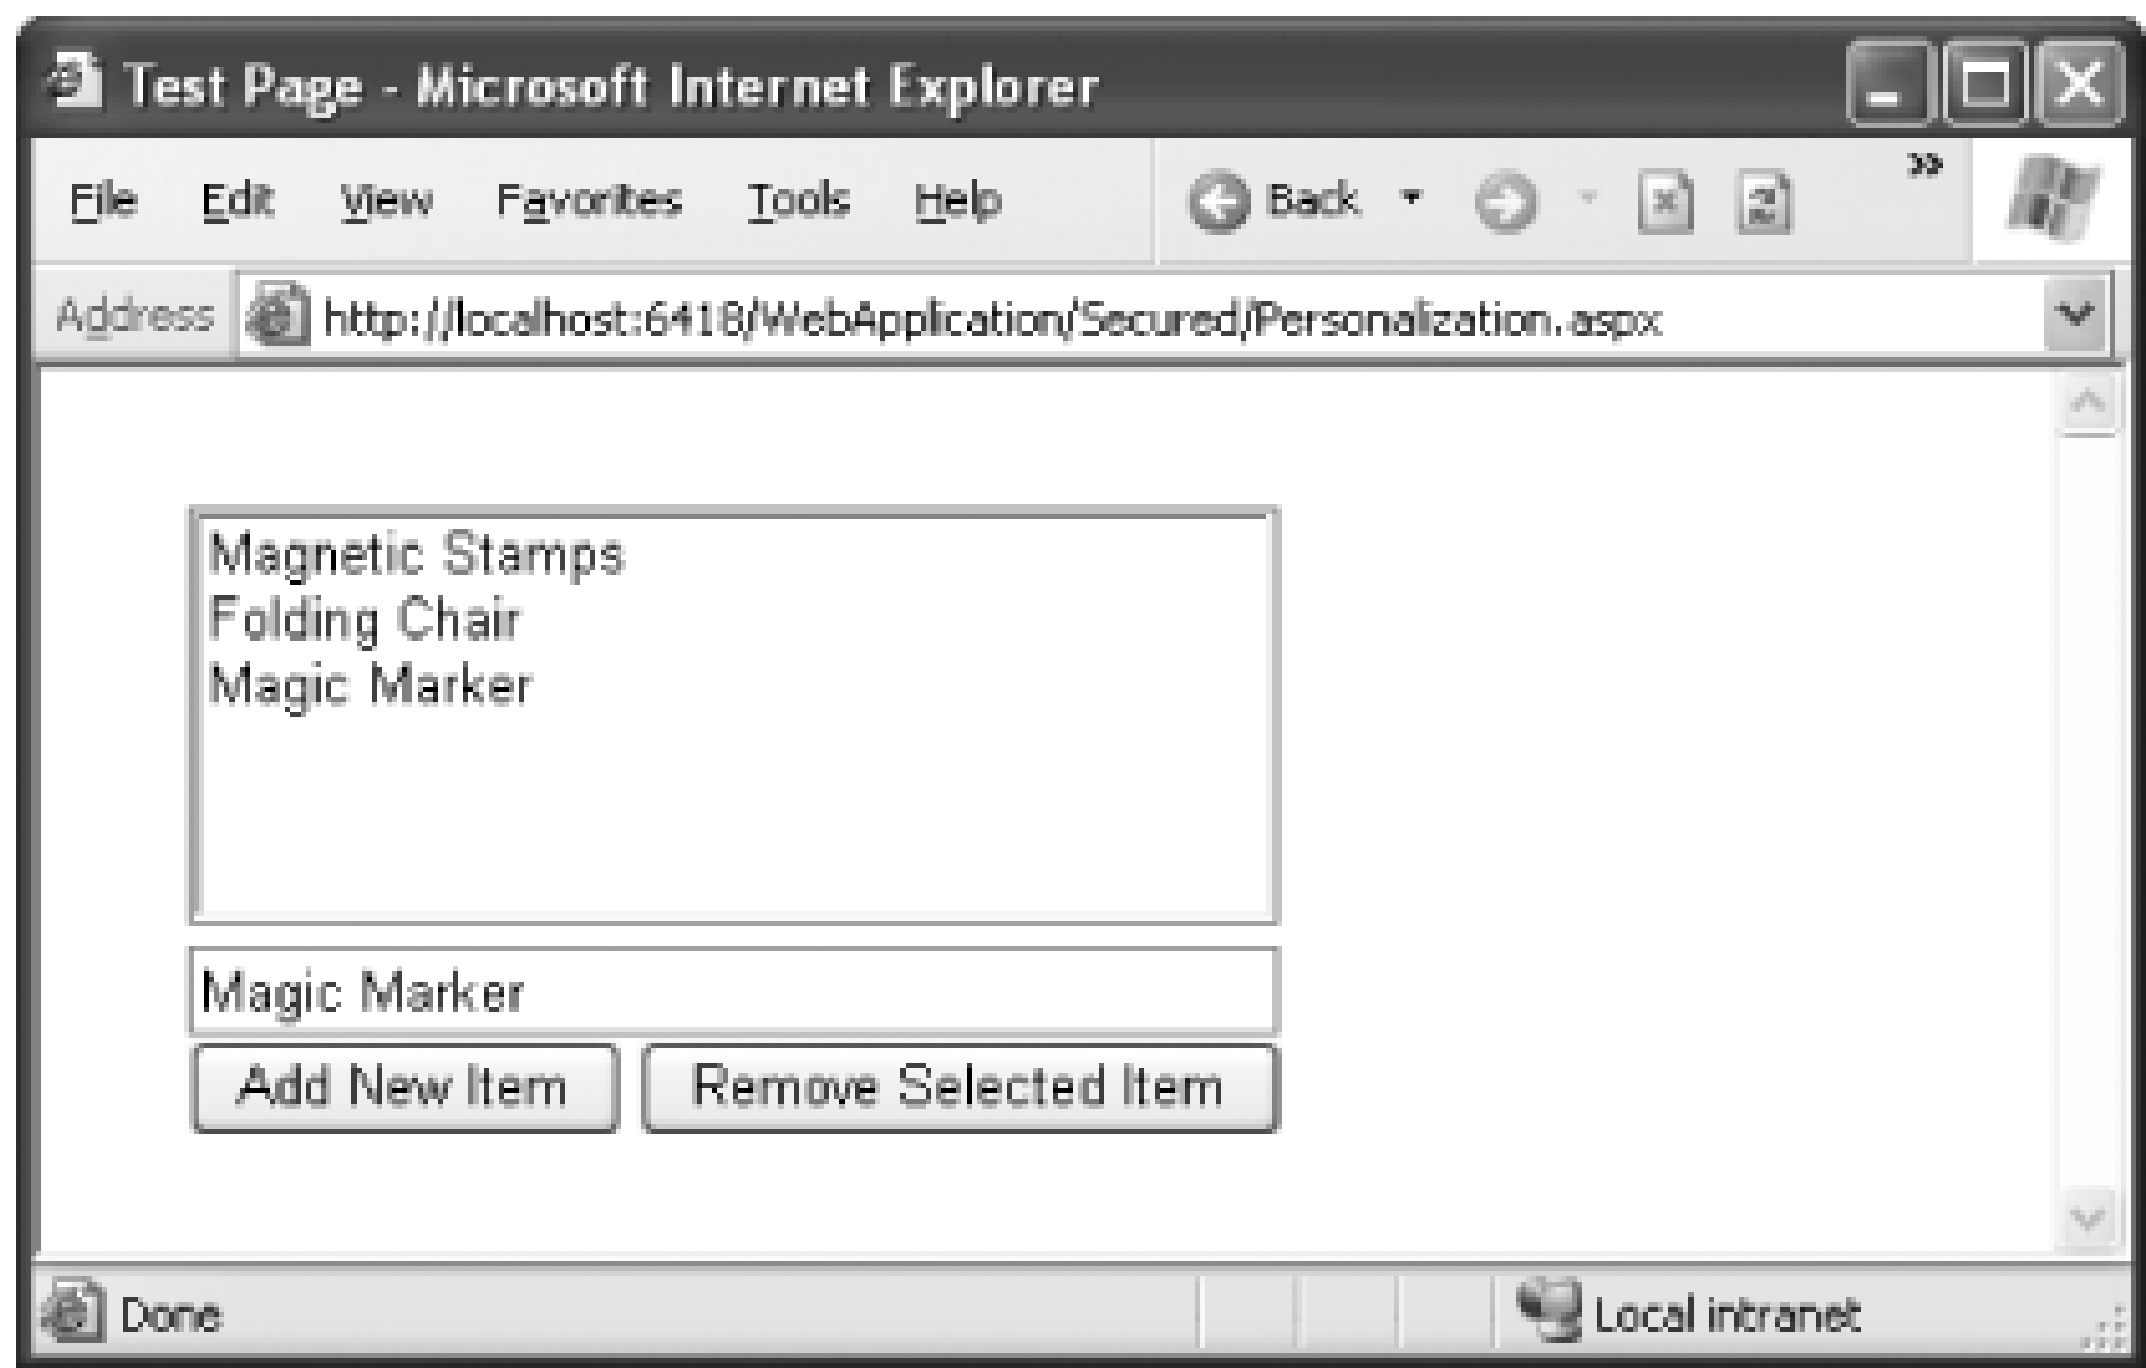 Test Page - Microsoft Internet Explorer
File Edit View Favorites Tools Help Back »
Address http://localhost:6418/WebApplication/Secured/Personalization.aspx
Magnetic Stamps
Folding Chair
Magic Marker
Magic Marker
Add New Item Remove Selected Item
Done Local intranet